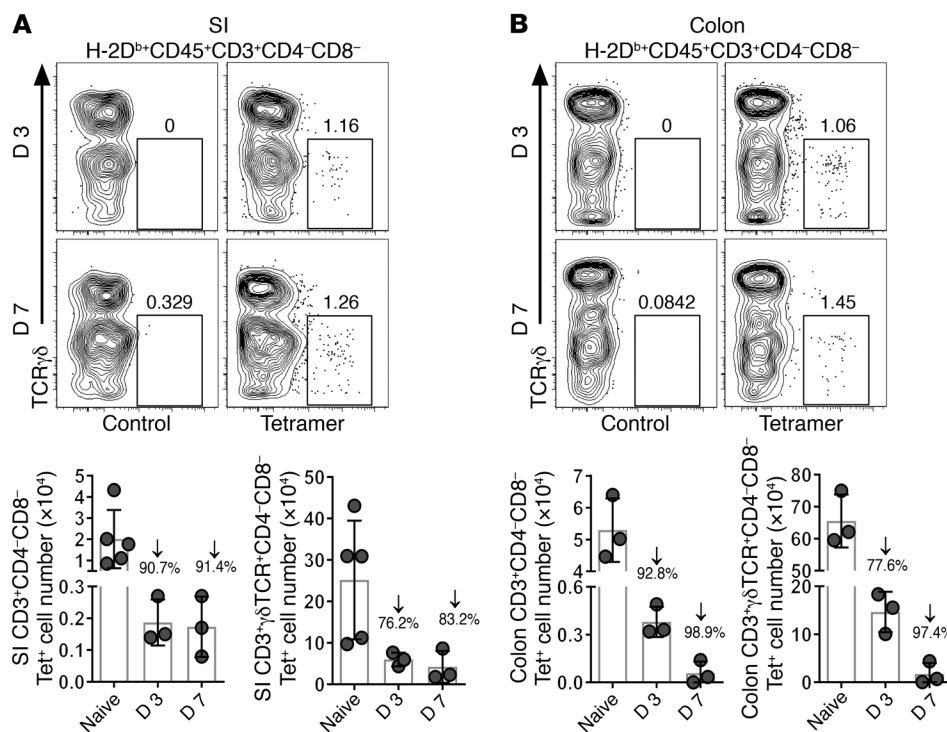 A
SI
H-2Dᵇ⁺CD45⁺CD3⁺CD4⁻CD8⁻
D 3
0
1.16
D 7
0.329
1.26
TCRγδ
Control
Tetramer
B
Colon
H-2Dᵇ⁺CD45⁺CD3⁺CD4⁻CD8⁻
D 3
0
1.06
D 7
0.0842
1.45
TCRγδ
Control
Tetramer
SI CD3⁺CD4⁻CD8⁻
Tet⁺ cell number (×10⁴)
5
4
3
2
1
0.3
0.2
0.1
0.0
90.7%
91.4%
Naive
D 3
D 7
SI CD3⁺γδTCR⁺CD4⁻CD8⁻
Tet⁺ cell number (×10⁴)
50
40
30
20
10
0
76.2%
83.2%
Naive
D 3
D 7
Colon CD3⁺CD4⁻CD8⁻
Tet⁺ cell number (×10⁴)
7
6
5
4
0.6
0.3
0.0
92.8%
98.9%
Naive
D 3
D 7
Colon CD3⁺γδTCR⁺CD4⁻CD8⁻
Tet⁺ cell number (×10⁴)
80
70
60
50
40
20
10
0
77.6%
97.4%
Naive
D 3
D 7